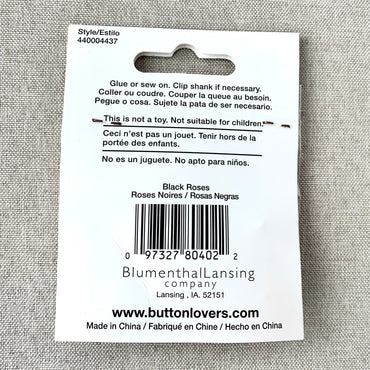 Style/Estilo
440004437
Glue or sew on. Clip shank if necessary.
Coller ou coudre. Couper la queue au besoin.
Pegue o cosa. Sujete la pata de ser necesario.
This is not a toy. Not suitable for children.
Ceci n'est pas un jouet. Tenir hors de la
portée des enfants.
No es un juguete. No apto para niños.
Black Roses
Roses Noires / Rosas Negras
0 97327 80402 2
BlumenthalLansing
company
Lansing , IA. 52151
www.buttonlovers.com
Made in China / Fabriqué en Chine / Hecho en China